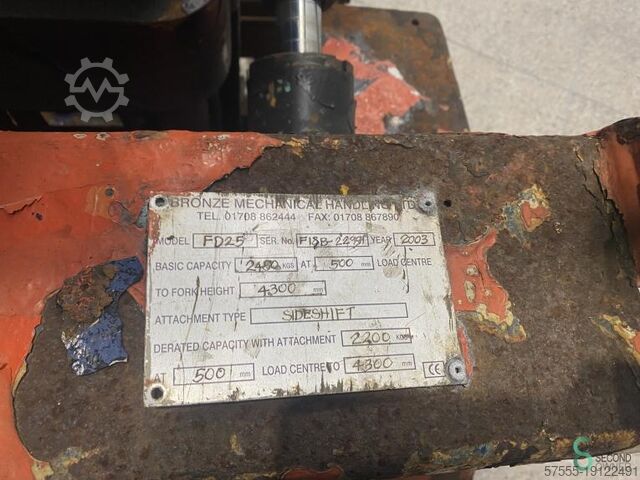 BRONZE MECHANICAL HANDLING LTD
TEL. 01708 862444 FAX: 01708 867890
MODEL FD25 SER. No. YEAR 2003
BASIC CAPACITY 2400 KGS AT 500 mm LOAD CENTRE
TO FORK HEIGHT 4300 mm
ATTACHMENT TYPE SIDESHIFT
DERATED CAPACITY WITH ATTACHMENT 2200 KGS
AT 500 mm LOAD CENTRE TO 4300 mm CE
S SECOND
57555-19122491